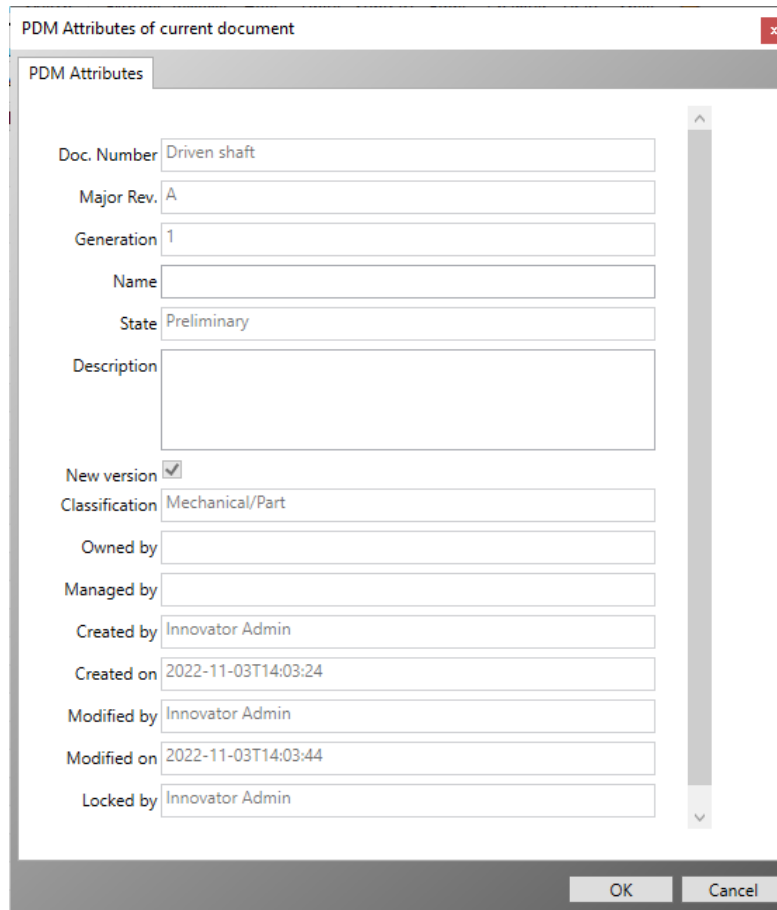 PDM Attributes of current document
x
PDM Attributes
Doc. Number Driven shaft
Major Rev. A
Generation 1
Name
State Preliminary
Description
New version
Classification Mechanical/Part
Owned by
Managed by
Created by Innovator Admin
Created on 2022-11-03T14:03:24
Modified by Innovator Admin
Modified on 2022-11-03T14:03:44
Locked by Innovator Admin
OK Cancel